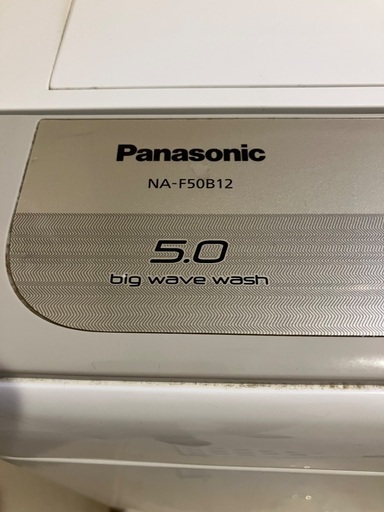 Panasonic
NA-F50B12
5.0
big wave wash